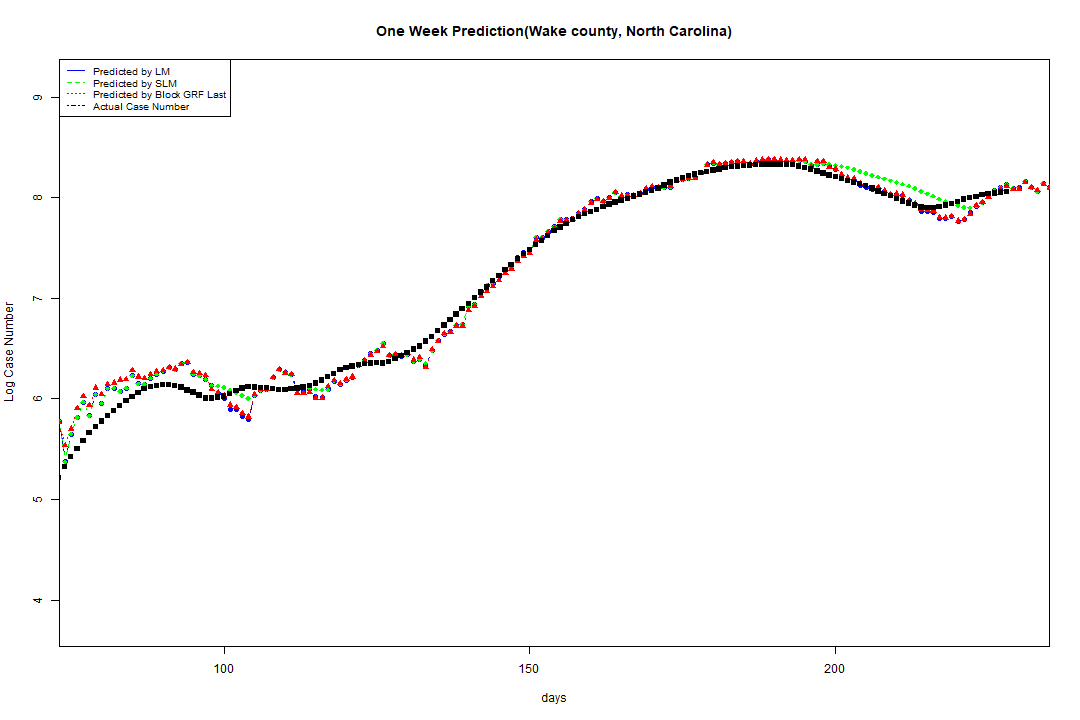 One Week Prediction(Wake county, North Carolina)
Predicted by LM
Predicted by SLM
Predicted by Block GRF Last
Actual Case Number
9
8
7
6
5
4
Log Case Number
100
150
200
days